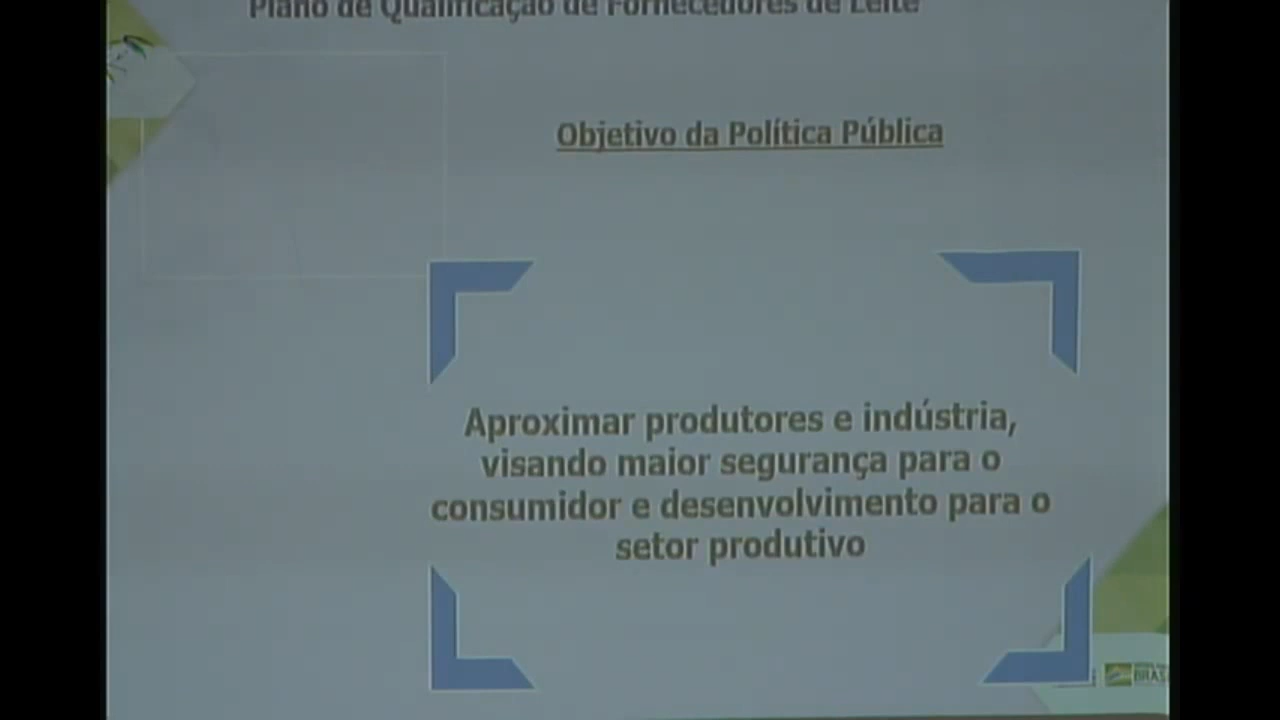 Plano de Qualificação de Fornecedores de Leite
Objetivo da Política Pública
Aproximar produtores e indústria,
visando maior segurança para o
consumidor e desenvolvimento para o
setor produtivo